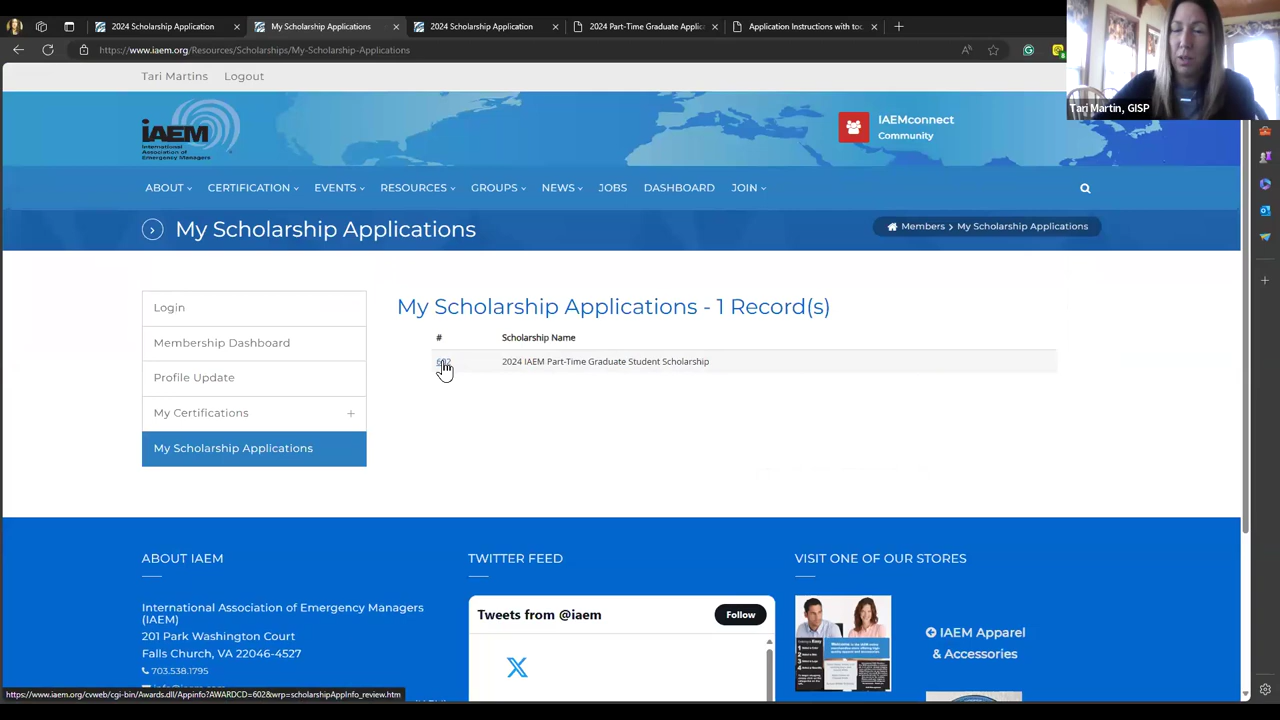 2024 Scholarship Application
My Scholarship Applications
2024 Scholarship Application
2024 Part-Time Graduate Applic
Application Instructions with toc
https://www.iaem.org/Resources/Scholarships/My-Scholarship-Applications
Tari Martin, GISP
Tari Martins
Logout
iAEM
International
Association of
Emergency Managers
IAEMconnect
Community
ABOUT
CERTIFICATION
EVENTS
RESOURCES
GROUPS
NEWS
JOBS
DASHBOARD
JOIN
My Scholarship Applications
Members > My Scholarship Applications
Login
Membership Dashboard
Profile Update
My Certifications +
My Scholarship Applications
My Scholarship Applications - 1 Record(s)
# Scholarship Name
602 2024 IAEM Part-Time Graduate Student Scholarship
ABOUT IAEM
International Association of Emergency Managers
(IAEM)
201 Park Washington Court
Falls Church, VA 22046-4527
703.538.1795
TWITTER FEED
Tweets from @iaem
Follow
VISIT ONE OF OUR STORES
IAEM Apparel
& Accessories
https://www.iaem.org/cvweb/cgi-bin/Awards.dll/AppInfo?AWARDCD=602&wrp=scholarshipAppInfo_review.htm